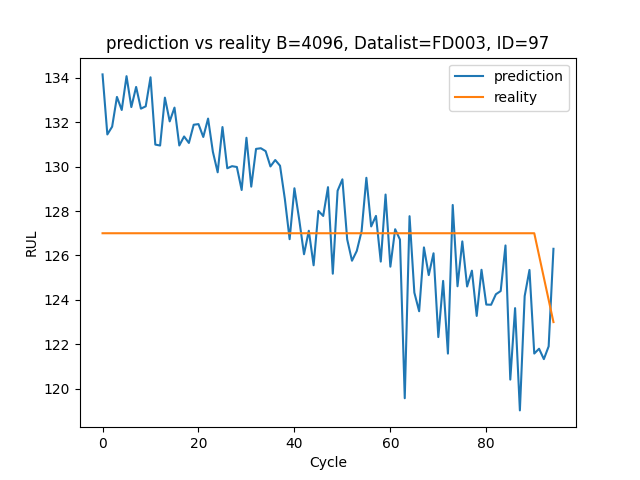 prediction vs reality B=4096, Datalist=FD003, ID=97
prediction
reality
134
132
130
128
126
124
122
120
RUL
0
20
40
60
80
Cycle